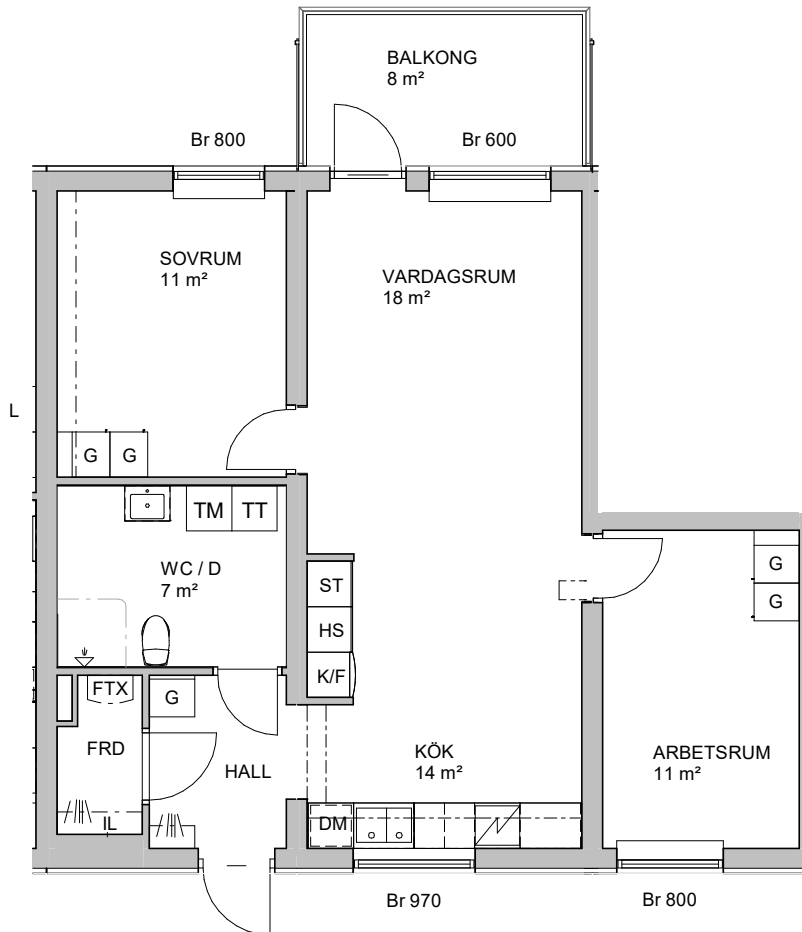 BALKONG
8 m²
Br 800
Br 600
SOVRUM
11 m²
VARDAGSRUM
18 m²
L
G G
TM TT
WC / D
7 m²
ST
HS
K/F
G
G
FTX
G
FRD
HALL
KÖK
14 m²
ARBETSRUM
11 m²
IL
DM
Br 970
Br 800